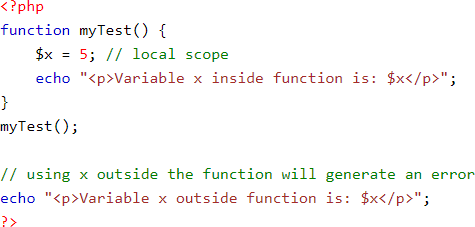 <?php
function myTest() {
    $x = 5; // local scope
    echo "<p>Variable x inside function is: $x</p>";
}
myTest();

// using x outside the function will generate an error
echo "<p>Variable x outside function is: $x</p>";
?>